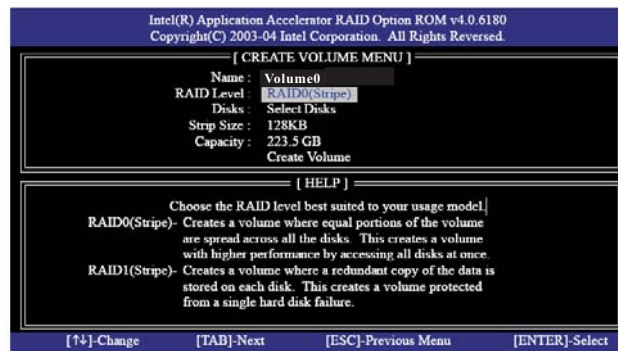 Intel(R) Application Accelerator RAID Option ROM v4.0.6180
Copyright(C) 2003-04 Intel Corporation. All Rights Reversed.
[ CREATE VOLUME MENU ]
Name : Volume0
RAID Level : RAID0(Stripe)
Disks : Select Disks
Strip Size : 128KB
Capacity : 223.5 GB
Create Volume
[ HELP ]
Choose the RAID level best suited to your usage model.
RAID0(Stripe)- Creates a volume where equal portions of the volume
are spread across all the disks. This creates a volume
with higher performance by accessing all disks at once.
RAID1(Stripe)- Creates a volume where a redundant copy of the data is
stored on each disk. This creates a volume protected
from a single hard disk failure.
[↑↓]-Change [TAB]-Next [ESC]-Previous Menu [ENTER]-Select